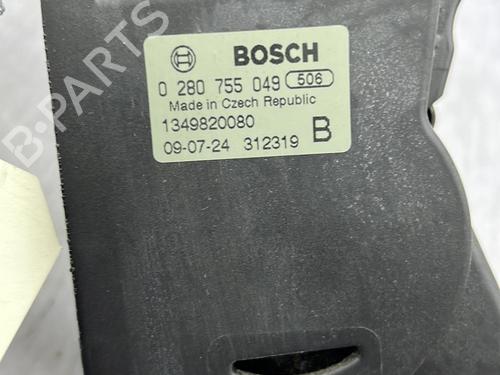 BOSCH
0 280 755 049 506
Made in Czech Republic
1349820080
09-07-24 312319 B
B-PARTS